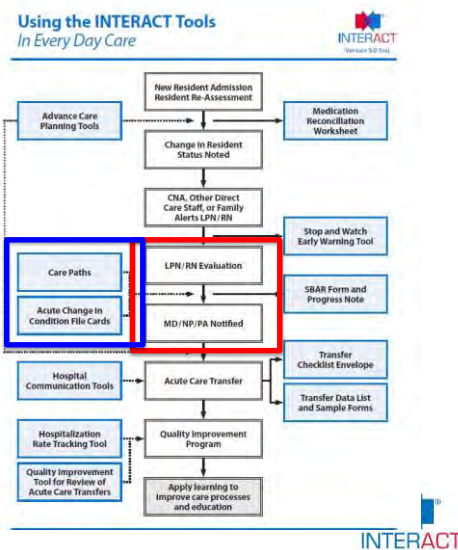 Using the INTERACT Tools
In Every Day Care
INTERACT
New Resident Admission
Resident Re-Assessment
Advance Care
Planning Tools
Medication
Reconciliation
Worksheet
Change in Resident
Status Noted
CNA, Other Direct
Care Staff, or Family
Alerts LPN/RN
Stop and Watch
Early Warning Tool
Care Paths
LPN/RN Evaluation
SBAR Form and
Progress Note
Acute Change in
Condition File Cards
MD/NP/PA Notified
Transfer
Checklist Envelope
Hospital
Communication Tools
Acute Care Transfer
Transfer Data List
and Sample Forms
Hospitalization
Rate Tracking Tool
Quality Improvement
Program
Quality Improvement
Tool for Review of
Acute Care Transfers
Apply learning to
improve care processes
and education
®
INTERACT